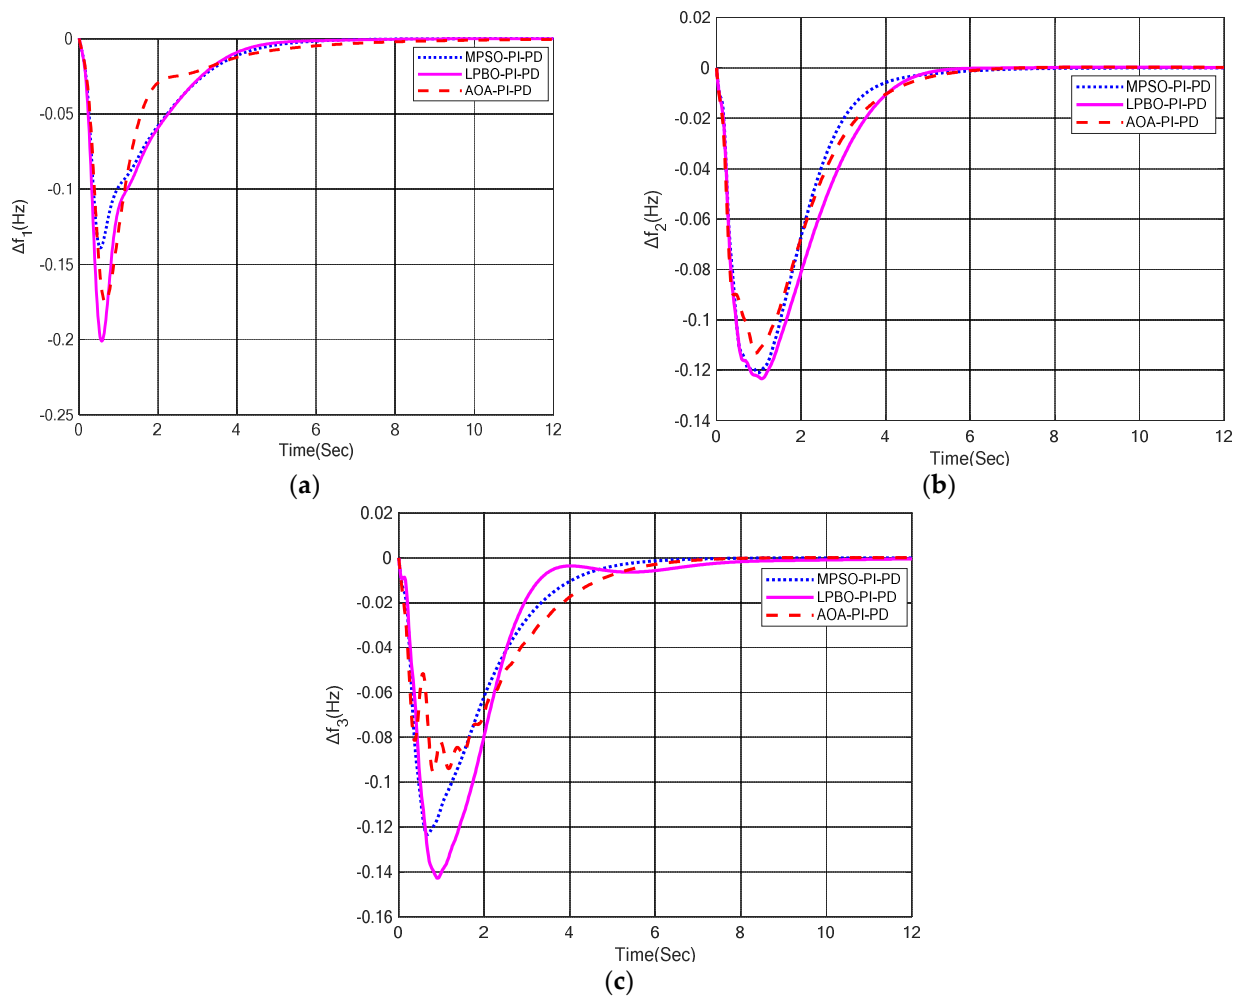 0
-0.05
-0.1
-0.15
-0.2
-0.25
Δf1(Hz)
MPSO-PI-PD
LPBO-PI-PD
AOA-PI-PD
0 2 4 6 8 10 12
Time(Sec)
(a)
0.02
0
-0.02
-0.04
-0.06
-0.08
-0.1
-0.12
-0.14
Δf2(Hz)
MPSO-PI-PD
LPBO-PI-PD
AOA-PI-PD
0 2 4 6 8 10 12
Time(Sec)
(b)
0.02
0
-0.02
-0.04
-0.06
-0.08
-0.1
-0.12
-0.14
-0.16
Δf3(Hz)
MPSO-PI-PD
LPBO-PI-PD
AOA-PI-PD
0 2 4 6 8 10 12
Time(Sec)
(c)